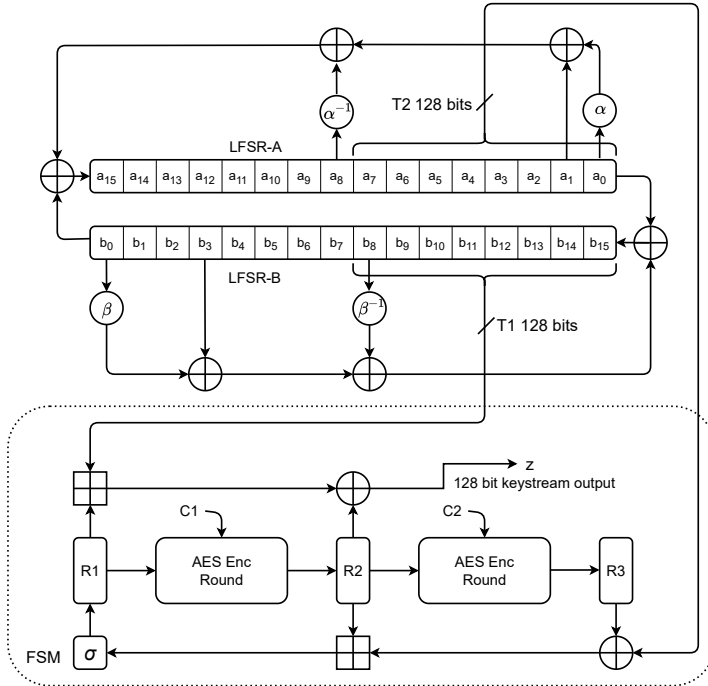 α⁻¹
T2 128 bits
α
LFSR-A
a₁₅ a₁₄ a₁₃ a₁₂ a₁₁ a₁₀ a₉ a₈ a₇ a₆ a₅ a₄ a₃ a₂ a₁ a₀
b₀ b₁ b₂ b₃ b₄ b₅ b₆ b₇ b₈ b₉ b₁₀ b₁₁ b₁₂ b₁₃ b₁₄ b₁₅
LFSR-B
β
β⁻¹
T1 128 bits
z
128 bit keystream output
C1
C2
R1
AES Enc
Round
R2
AES Enc
Round
R3
FSM
σ